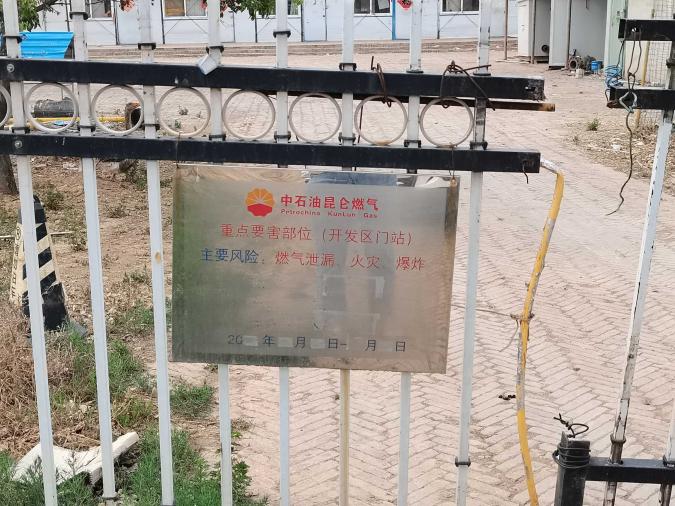 中石油昆仑燃气
Petrochina KunLun Gas
重点要害部位（开发区门站）
主要风险：燃气泄漏、火灾、爆炸
20 年 月 日- 月 日